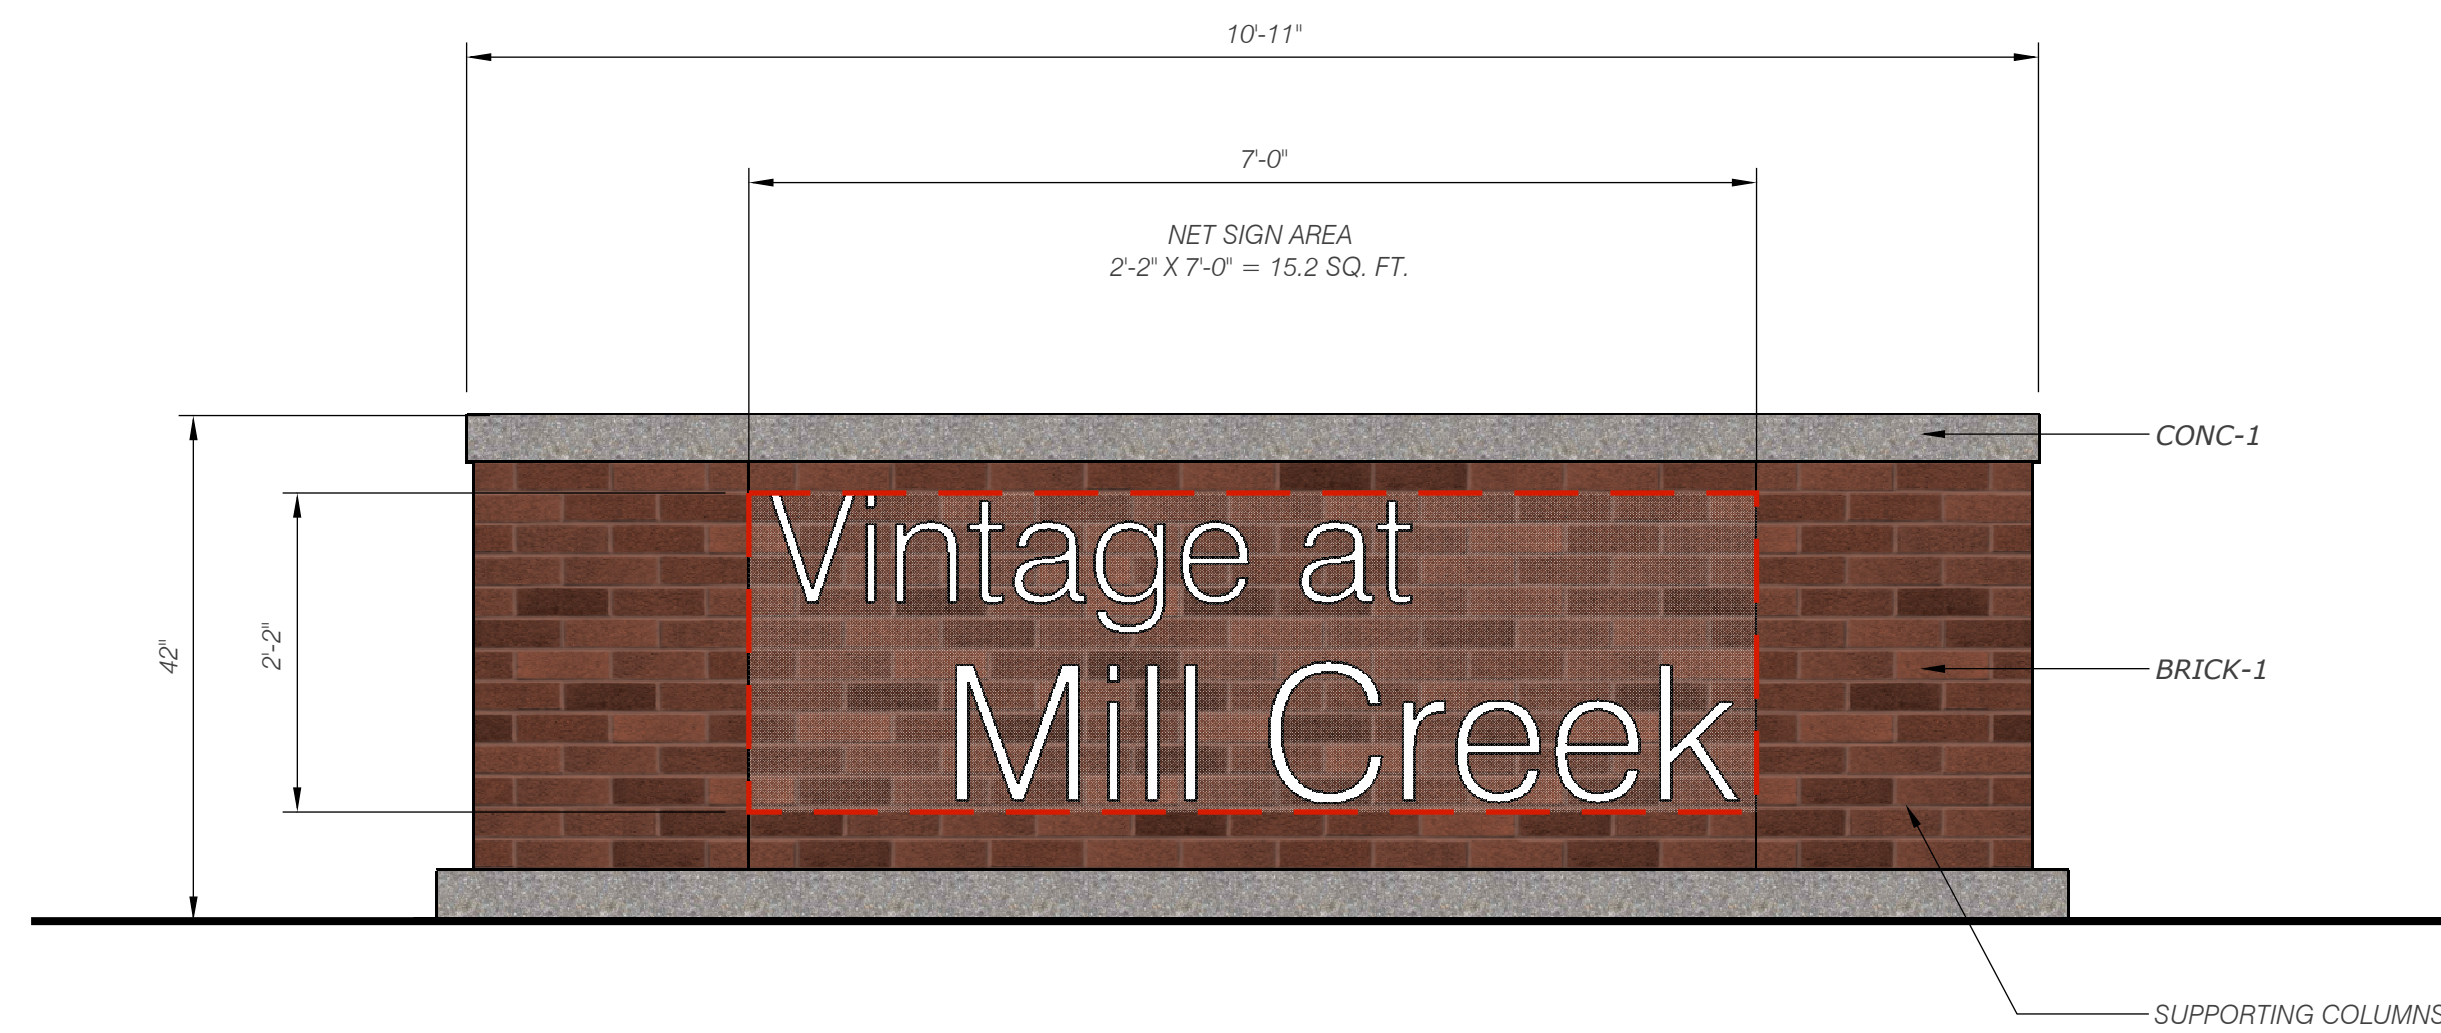 10'-11"
7'-0"
NET SIGN AREA
2'-2" X 7'-0" = 15.2 SQ. FT.
CONC-1
Vintage at
42"
2'-2"
Mill Creek
BRICK-1
SUPPORTING COLUMNS